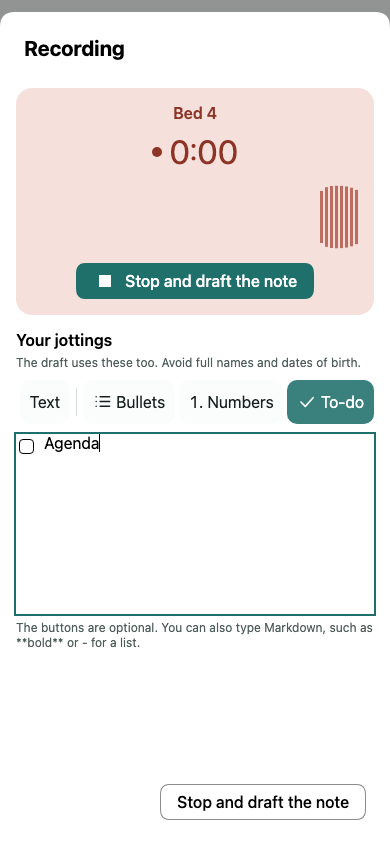 Recording
Bed 4
0:00
Stop and draft the note
Your jottings
The draft uses these too. Avoid full names and dates of birth.
Text
Bullets
1. Numbers
To-do
Agenda
The buttons are optional. You can also type Markdown, such as
**bold** or - for a list.
Stop and draft the note